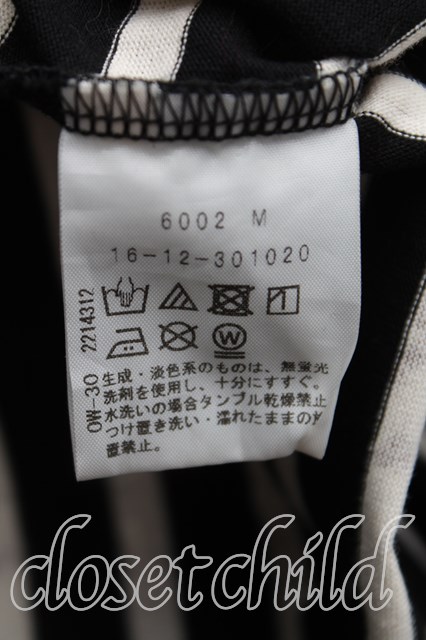 6002 M
16-12-301020
2214312
W
OW-30
生成・淡色系のものは、無蛍光
洗剤を使用し、十分にすすぐ。
水洗いの場合タンブル乾燥禁止
つけ置き洗い・濡れたままの放
置禁止。
closet child